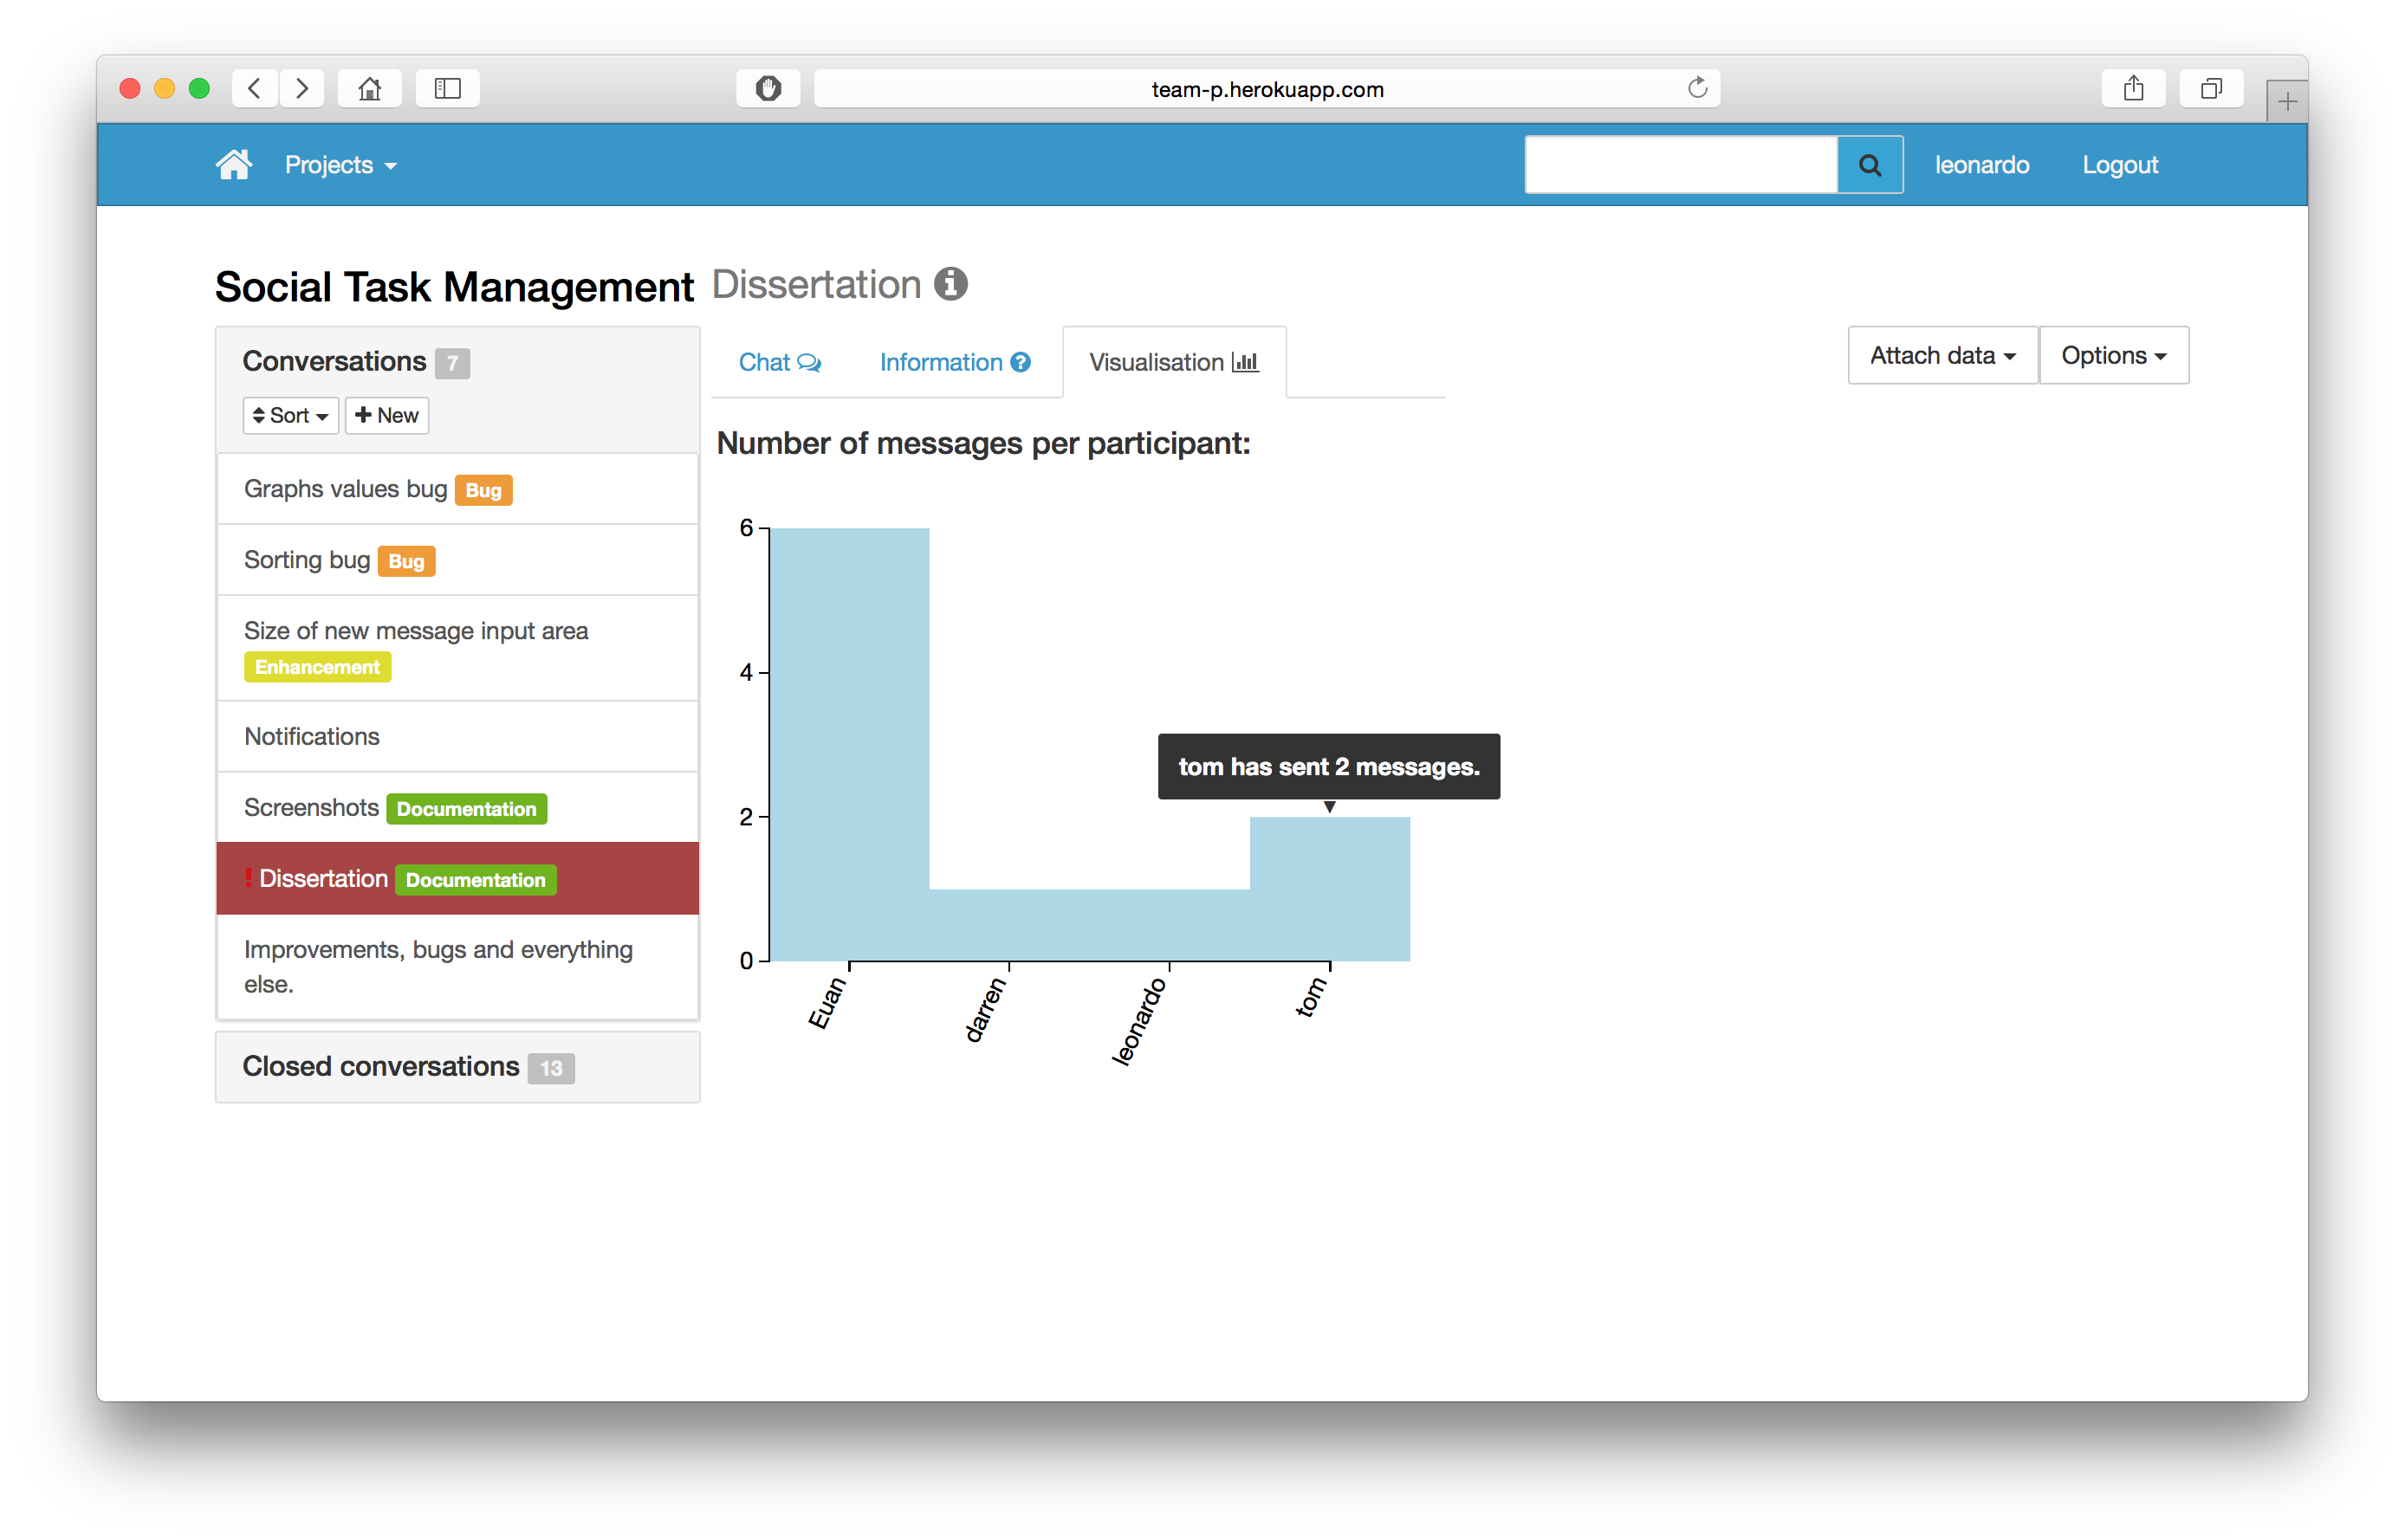 team-p.herokuapp.com
Projects
leonardo
Logout
Social Task Management
Dissertation
Conversations 7
Sort
New
Graphs values bug Bug
Sorting bug Bug
Size of new message input area
Enhancement
Notifications
Screenshots Documentation
! Dissertation Documentation
Improvements, bugs and everything
else.
Closed conversations 13
Chat
Information
Visualisation
Attach data
Options
Number of messages per participant:
6
4
2
0
tom has sent 2 messages.
Euan
darren
leonardo
tom